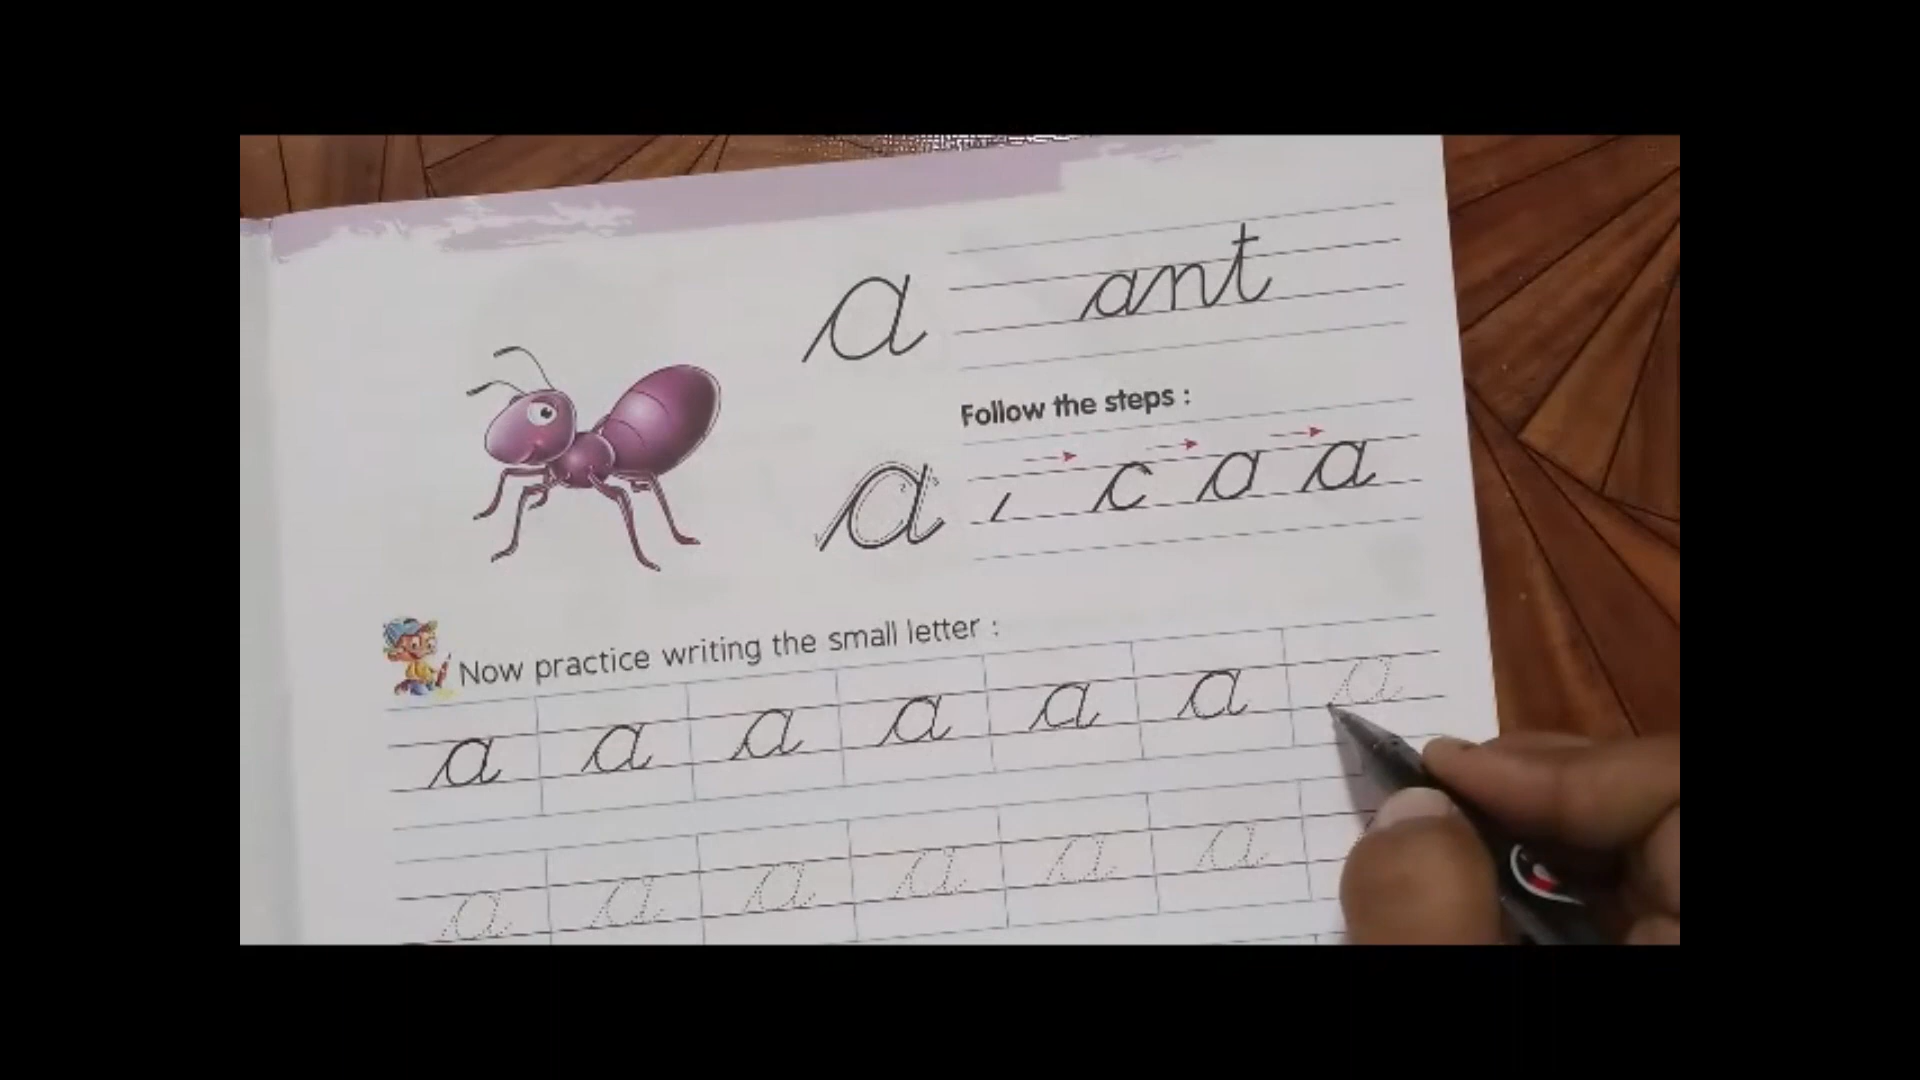 a ant
Follow the steps :
a c a a
Now practice writing the small letter :
a a a a a a a
a a a a a a